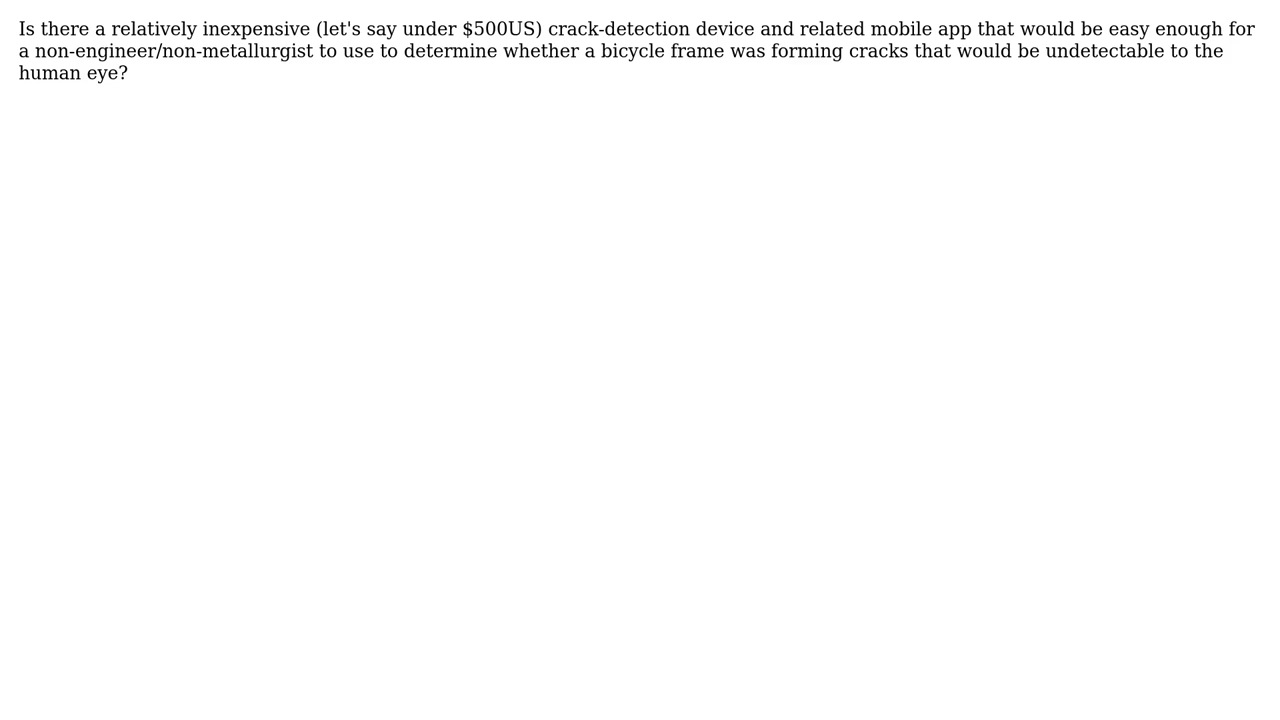 Is there a relatively inexpensive (let's say under $500US) crack-detection device and related mobile app that would be easy enough for
a non-engineer/non-metallurgist to use to determine whether a bicycle frame was forming cracks that would be undetectable to the
human eye?